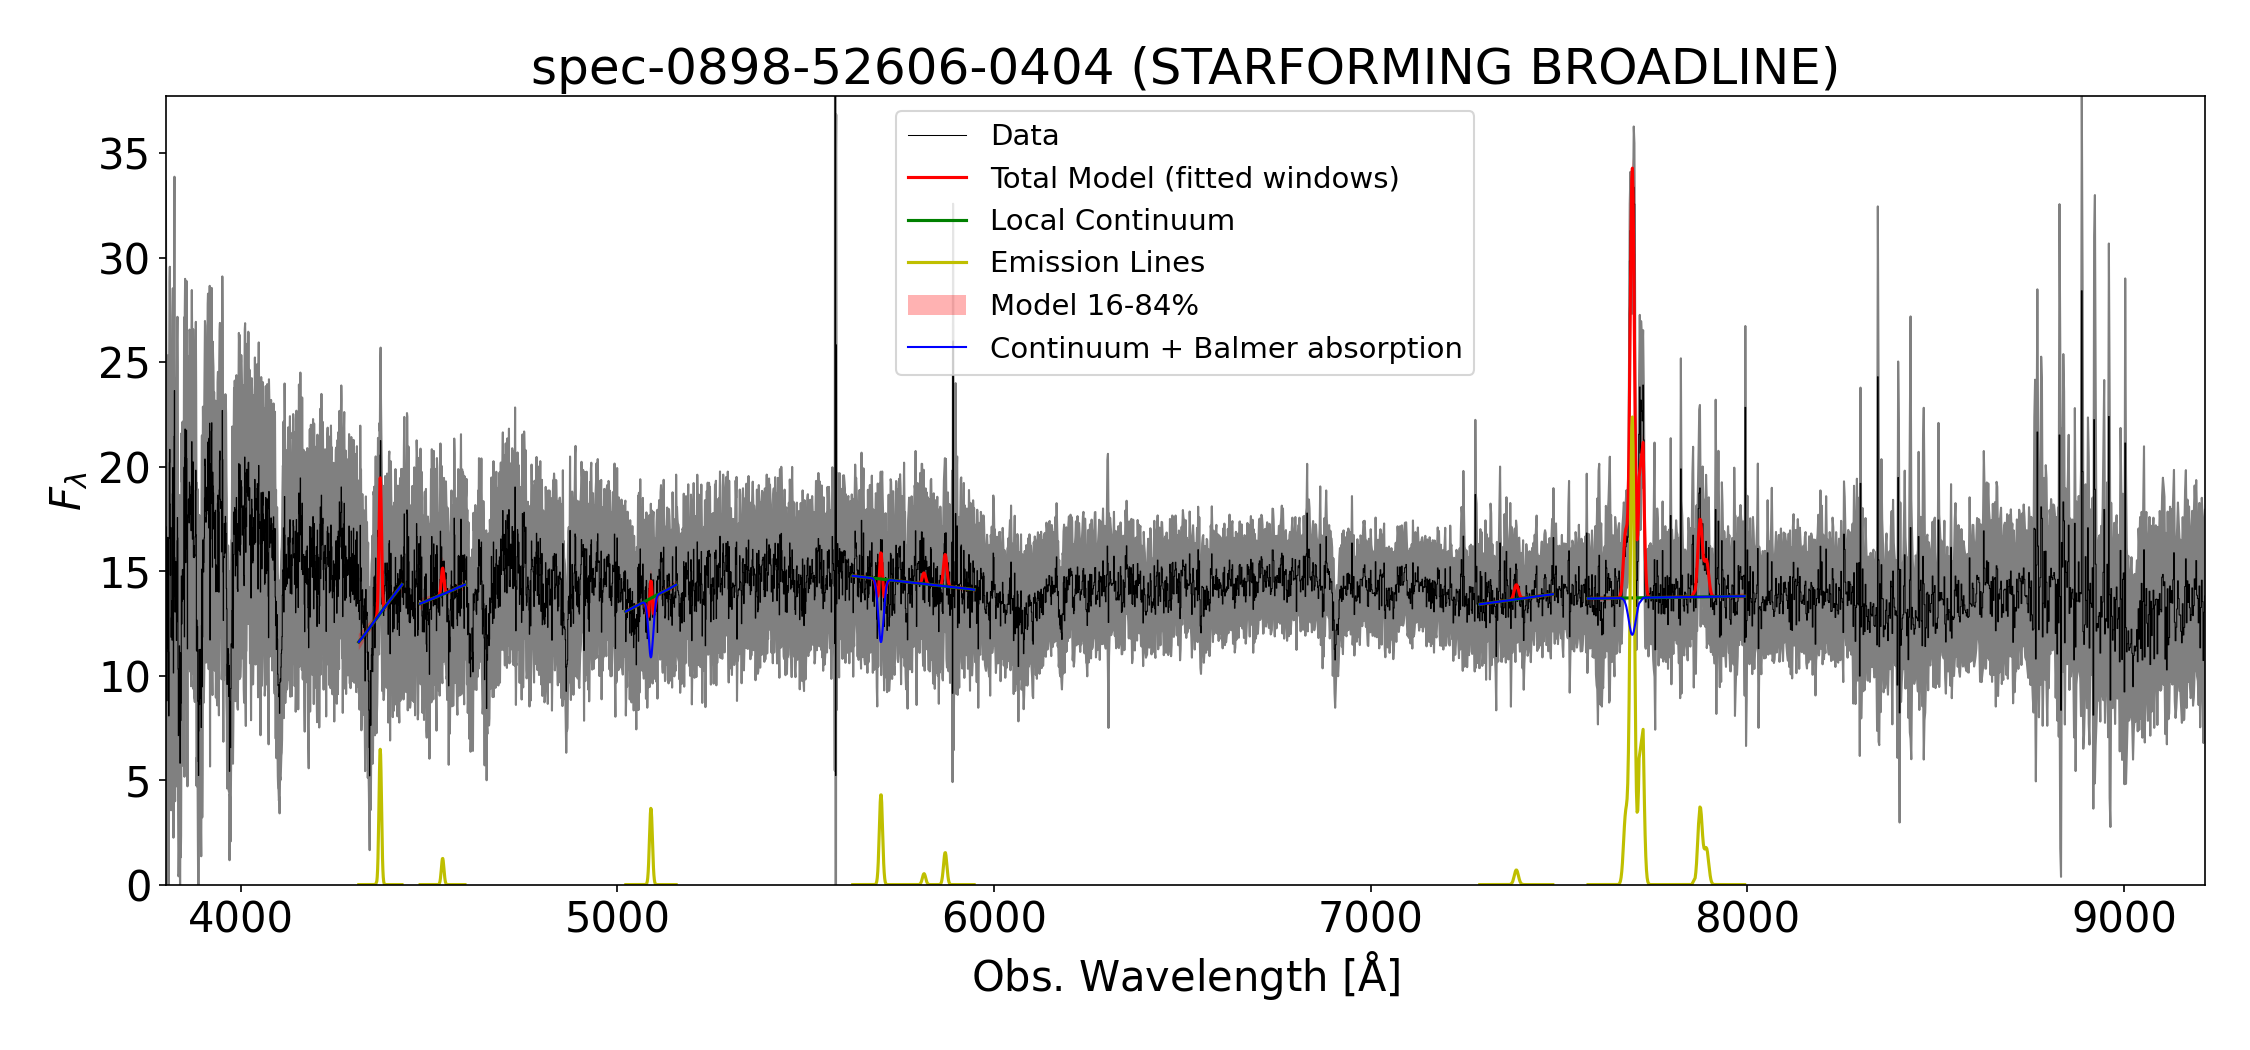 spec-0898-52606-0404 (STARFORMING BROADLINE)
Data
Total Model (fitted windows)
Local Continuum
Emission Lines
Model 16-84%
Continuum + Balmer absorption
35
30
25
20
15
10
5
0
Fλ
4000 5000 6000 7000 8000 9000
Obs. Wavelength [Å]